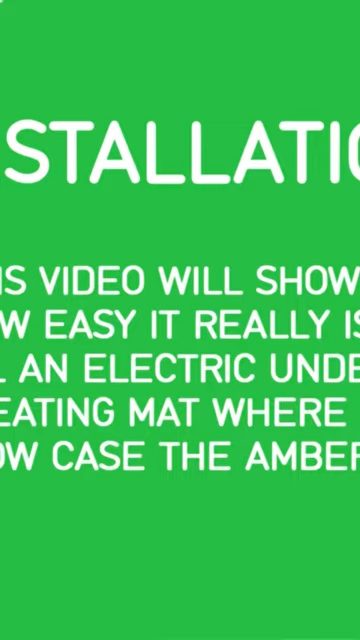 STALLATIO
IS VIDEO WILL SHOW
W EASY IT REALLY IS
L AN ELECTRIC UNDE
EATING MAT WHERE
OW CASE THE AMBER